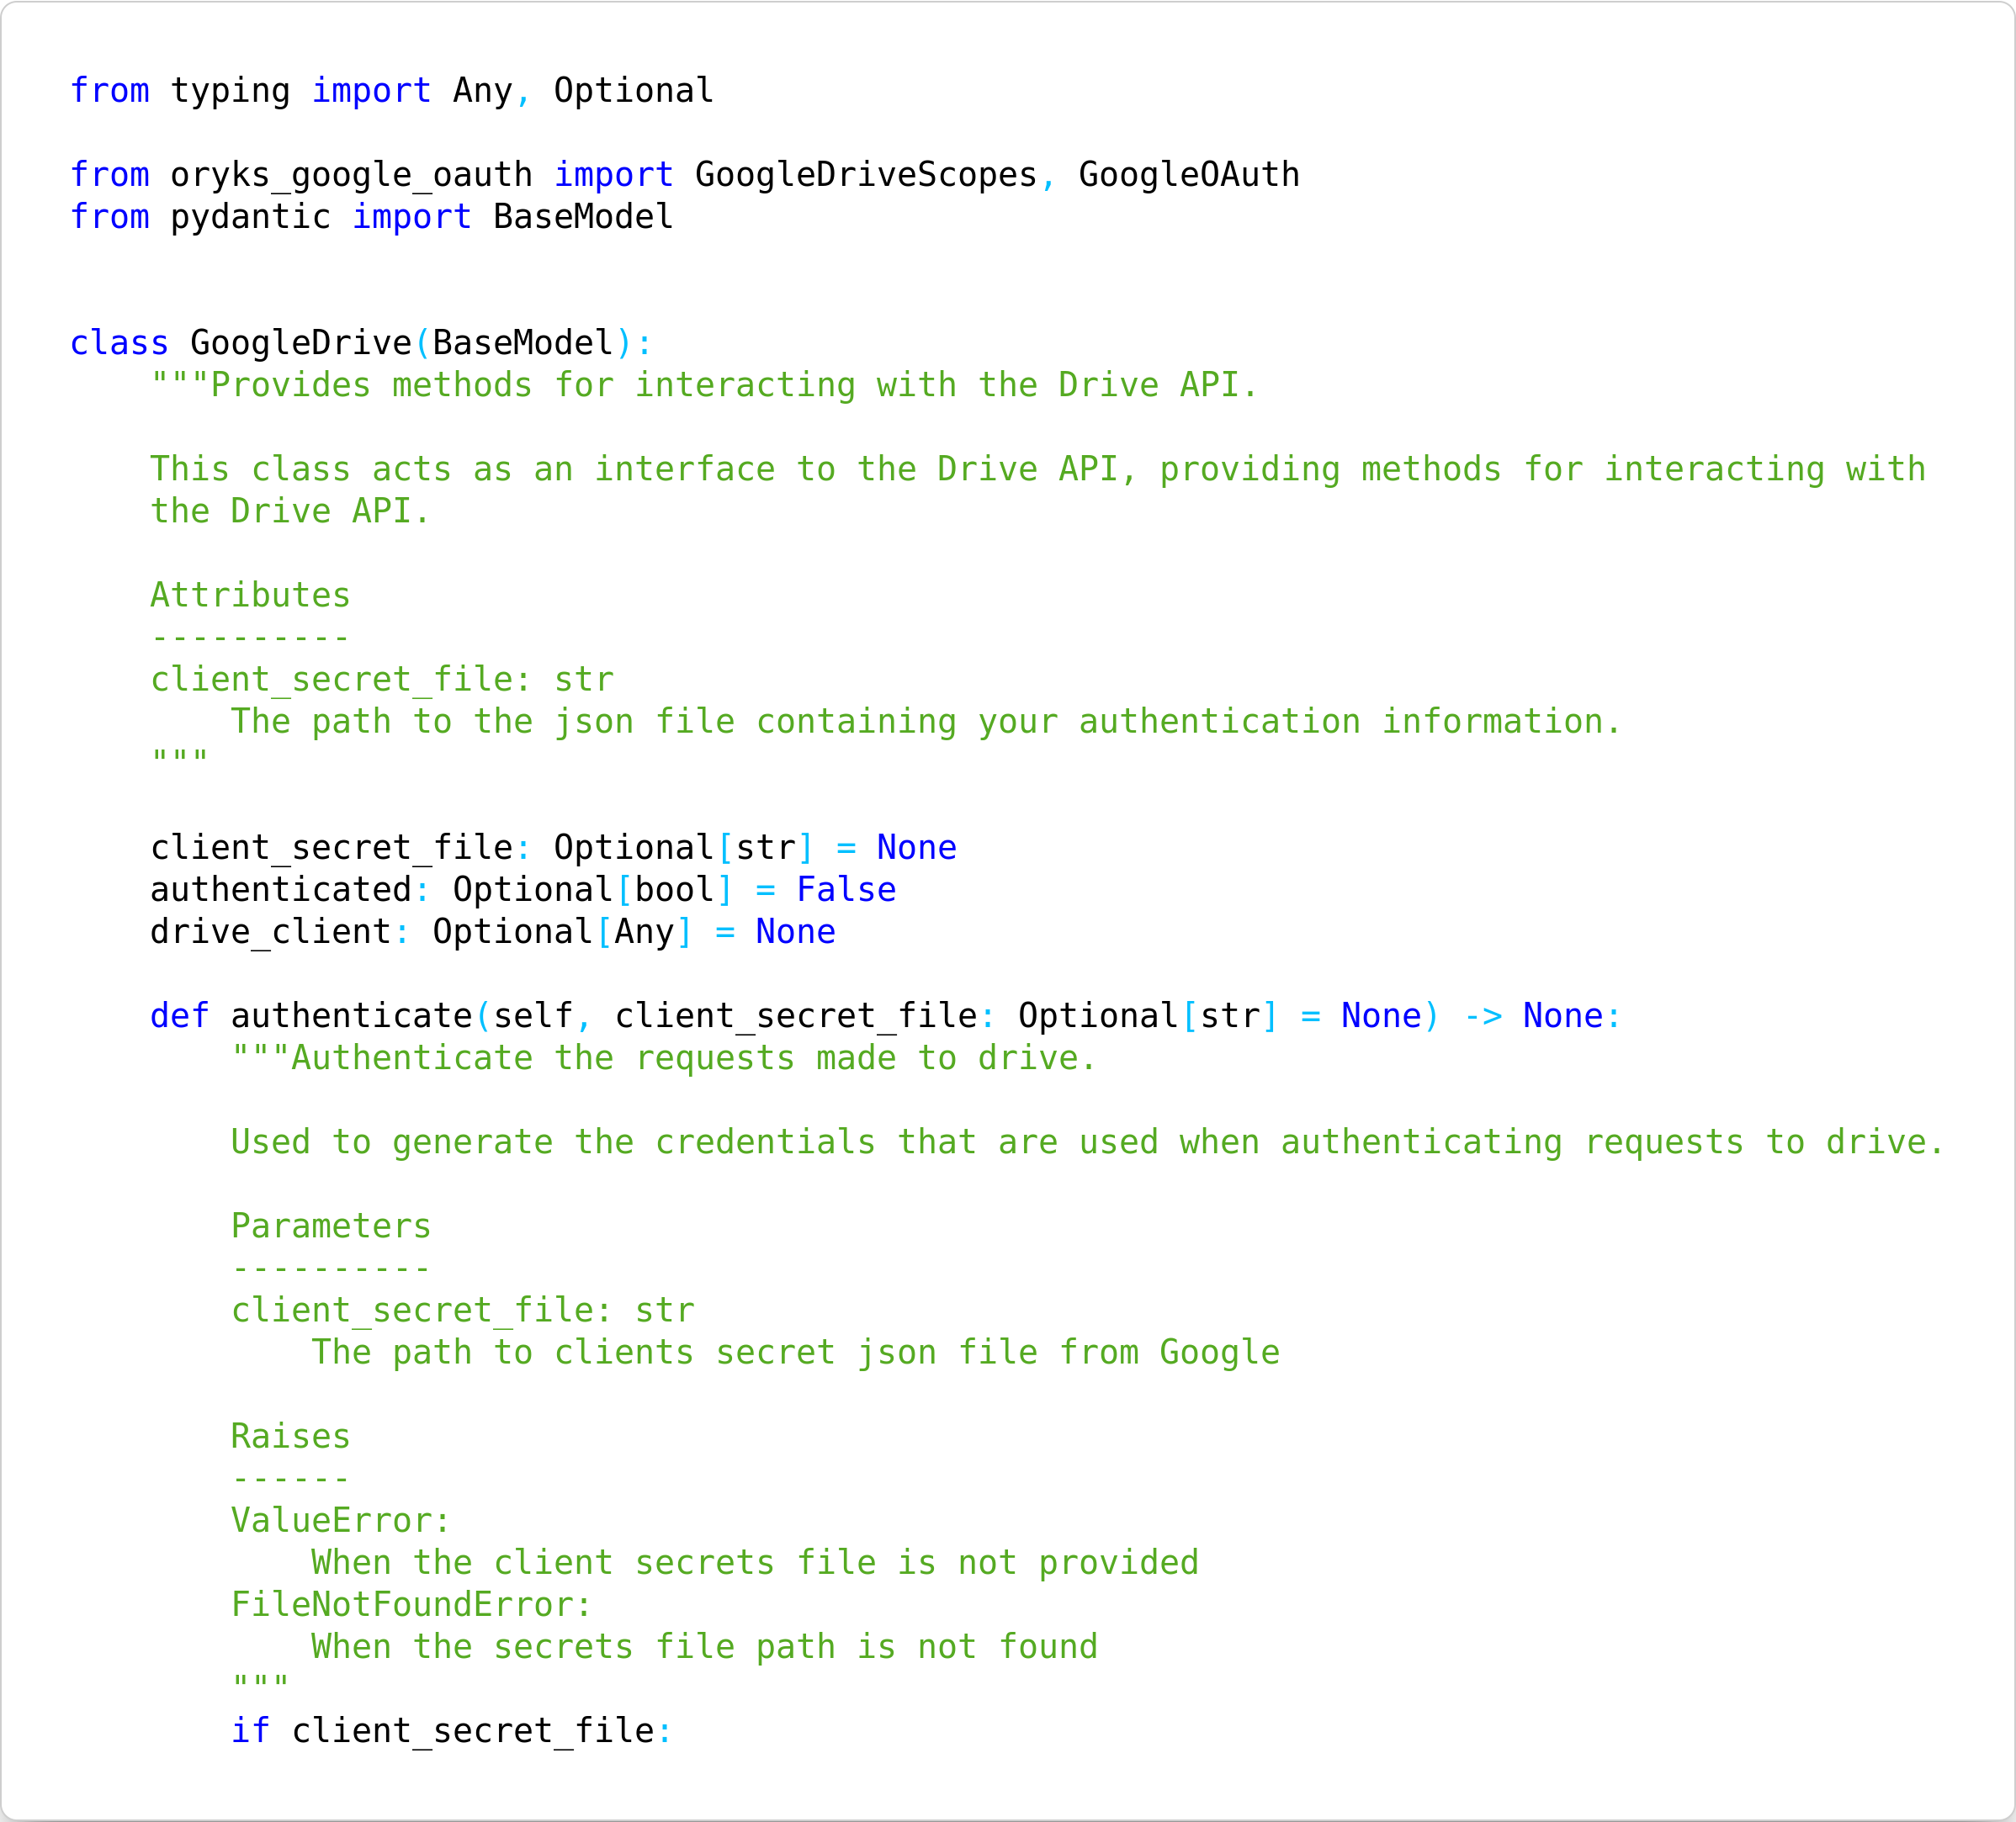 from typing import Any, Optional

from oryks_google_oauth import GoogleDriveScopes, GoogleOAuth
from pydantic import BaseModel


class GoogleDrive(BaseModel):
    """Provides methods for interacting with the Drive API.

    This class acts as an interface to the Drive API, providing methods for interacting with
    the Drive API.

    Attributes
    ----------
    client_secret_file: str
        The path to the json file containing your authentication information.
    """

    client_secret_file: Optional[str] = None
    authenticated: Optional[bool] = False
    drive_client: Optional[Any] = None

    def authenticate(self, client_secret_file: Optional[str] = None) -> None:
        """Authenticate the requests made to drive.

        Used to generate the credentials that are used when authenticating requests to drive.

        Parameters
        ----------
        client_secret_file: str
            The path to clients secret json file from Google

        Raises
        ------
        ValueError:
            When the client secrets file is not provided
        FileNotFoundError:
            When the secrets file path is not found
        """
        if client_secret_file: